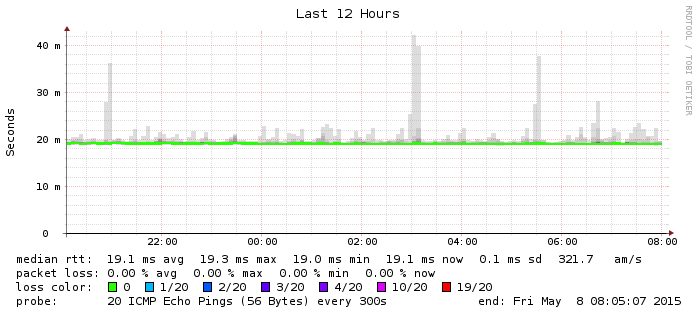 Last 12 Hours
RRDTOOL / TOBI OETIKER
Seconds
40 m
30 m
20 m
10 m
0
22:00 00:00 02:00 04:00 06:00 08:00
median rtt: 19.1 ms avg 19.3 ms max 19.0 ms min 19.1 ms now 0.1 ms sd 321.7 am/s
packet loss: 0.00 % avg 0.00 % max 0.00 % min 0.00 % now
loss color: 0 1/20 2/20 3/20 4/20 10/20 19/20
probe: 20 ICMP Echo Pings (56 Bytes) every 300s end: Fri May 8 08:05:07 2015